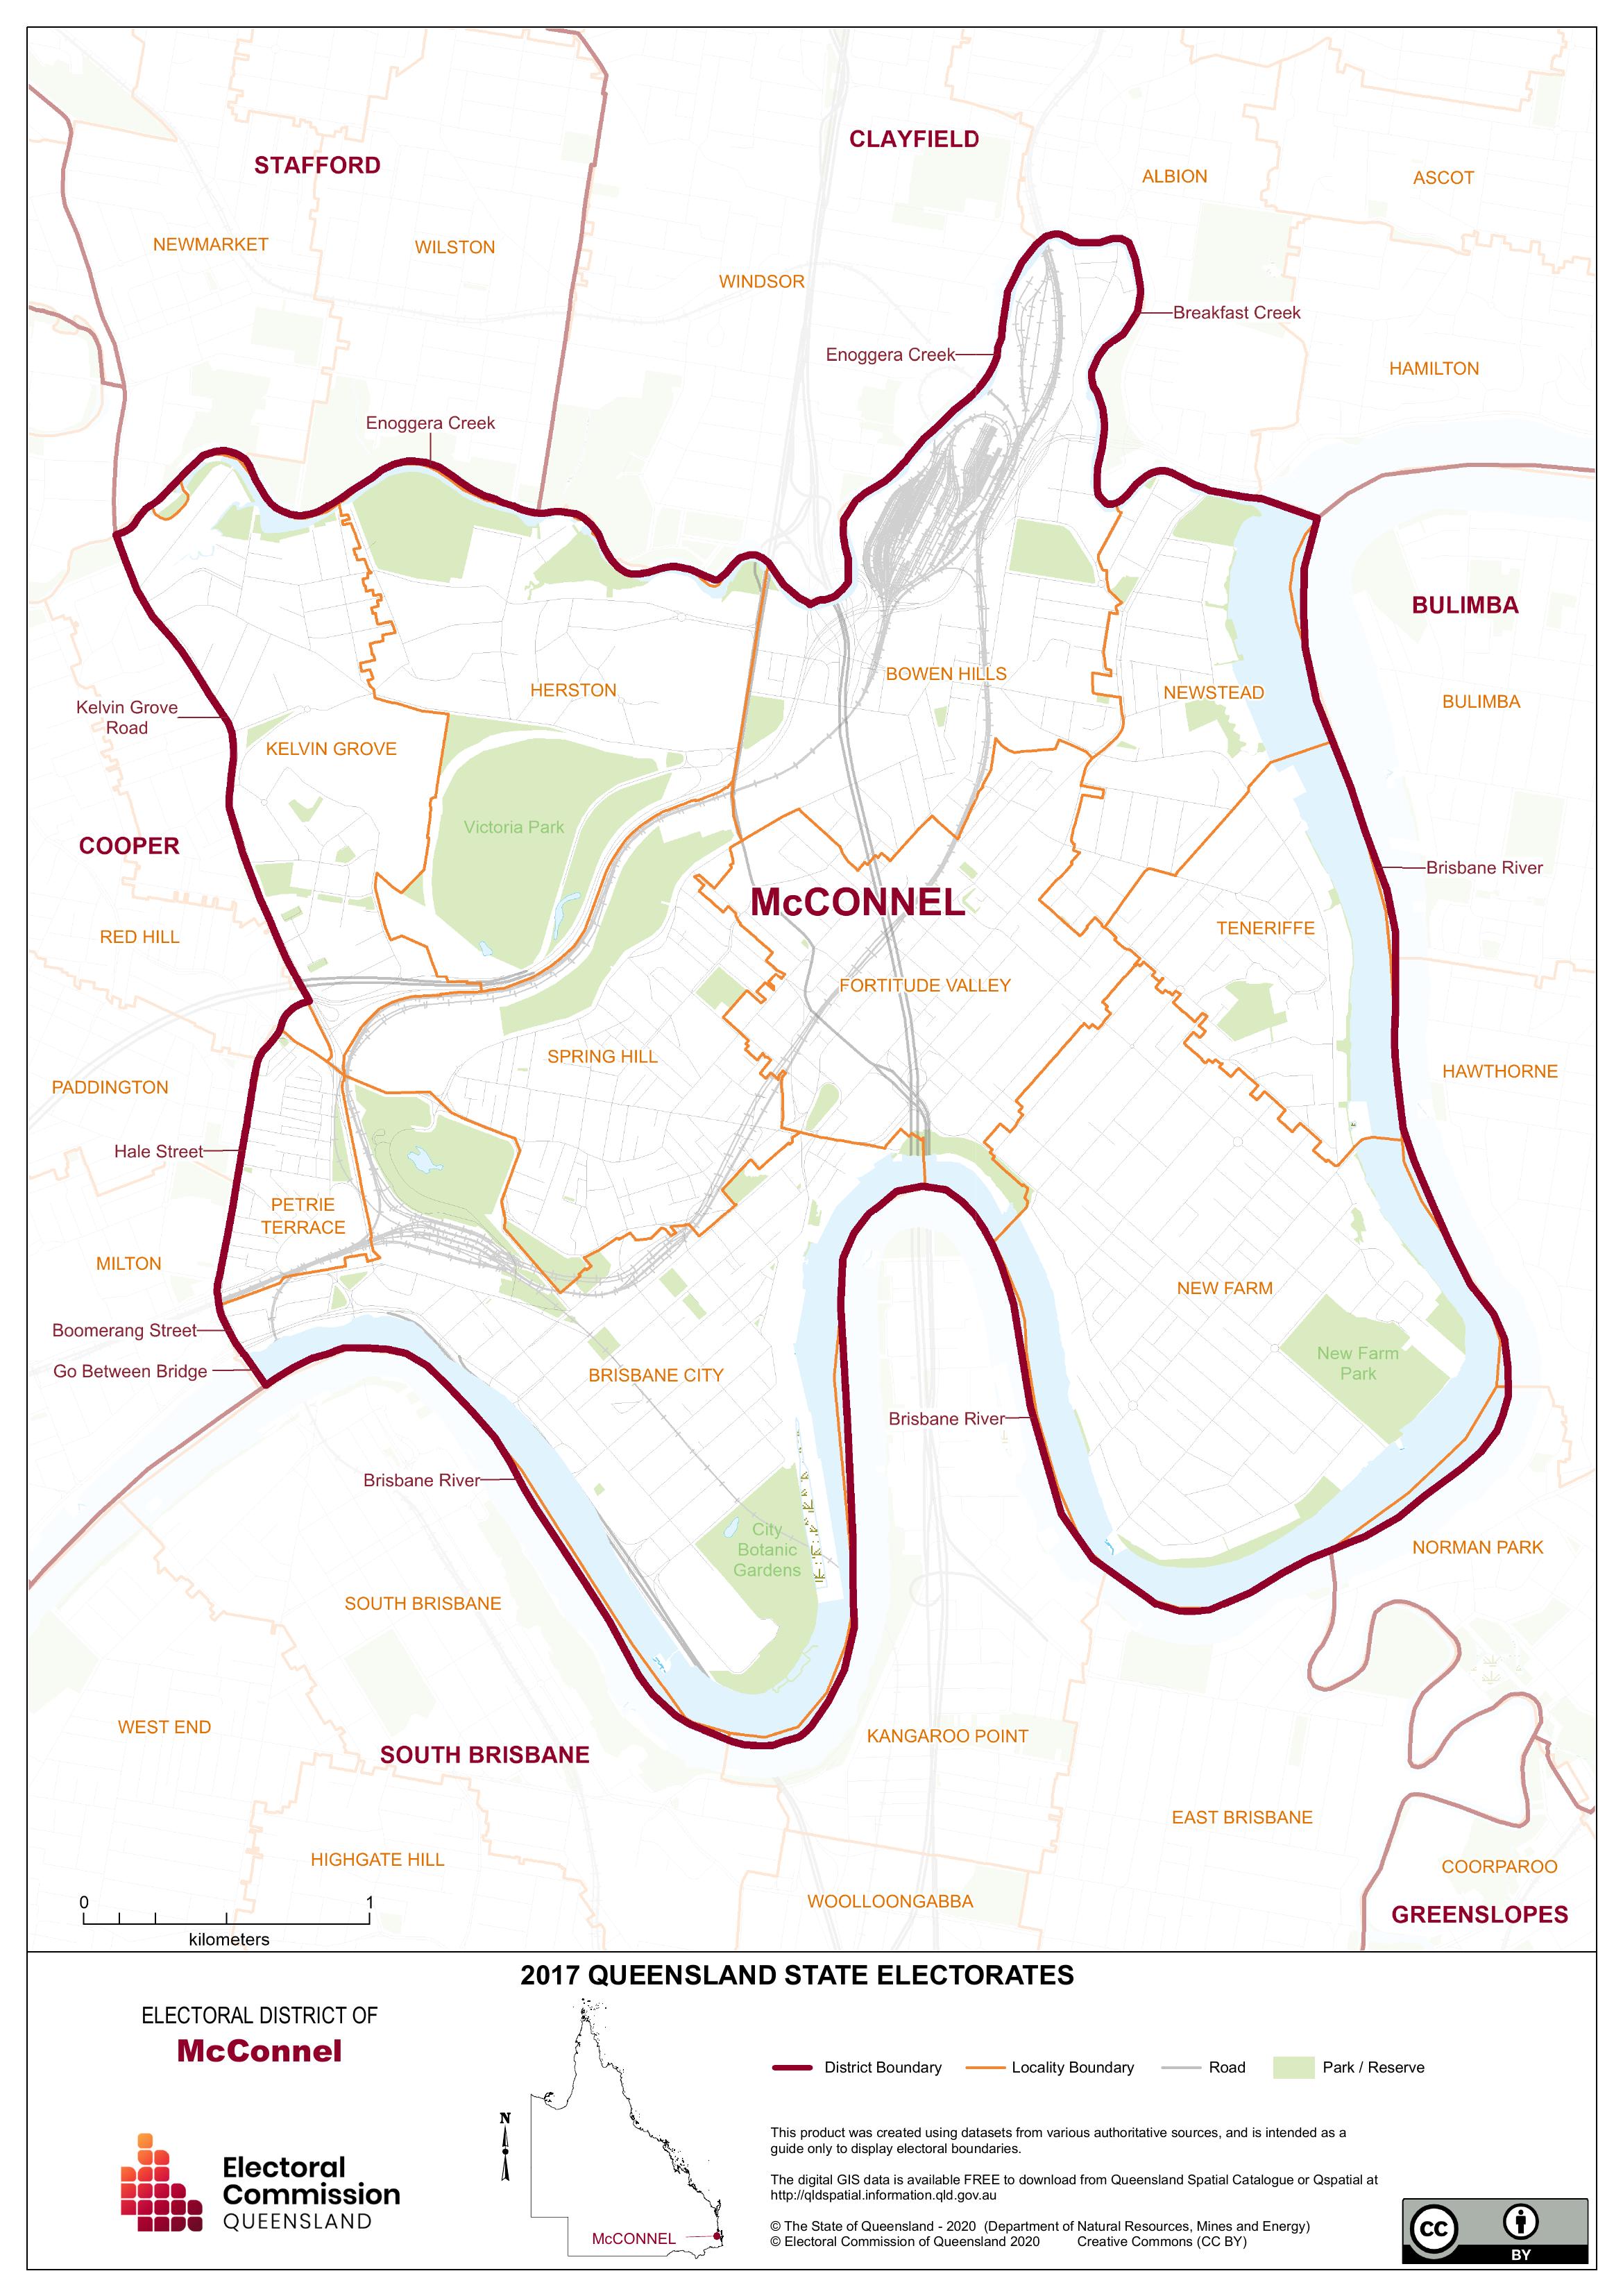 CLAYFIELD
STAFFORD
ALBION
ASCOT
NEWMARKET
WILSTON
WINDSOR
Breakfast Creek
Enoggera Creek
HAMILTON
Enoggera Creek
BULIMBA
BOWEN HILLS
HERSTON
NEWSTEAD
BULIMBA
Kelvin Grove
Road
KELVIN GROVE
Victoria Park
COOPER
Brisbane River
McCONNEL
TENERIFFE
RED HILL
FORTITUDE VALLEY
SPRING HILL
HAWTHORNE
PADDINGTON
Hale Street
PETRIE
TERRACE
MILTON
NEW FARM
Boomerang Street
New Farm
Park
Go Between Bridge
BRISBANE CITY
Brisbane River
Brisbane River
City
Botanic
Gardens
NORMAN PARK
SOUTH BRISBANE
WEST END
KANGAROO POINT
SOUTH BRISBANE
EAST BRISBANE
HIGHGATE HILL
COORPAROO
WOOLLOONGABBA
GREENSLOPES
0 1
kilometers
2017 QUEENSLAND STATE ELECTORATES
ELECTORAL DISTRICT OF
McConnel
District Boundary
Locality Boundary
Road
Park / Reserve
N
McCONNEL
Electoral
Commission
QUEENSLAND
This product was created using datasets from various authoritative sources, and is intended as a
guide only to display electoral boundaries.
The digital GIS data is available FREE to download from Queensland Spatial Catalogue or Qspatial at
http://qldspatial.information.qld.gov.au
© The State of Queensland - 2020 (Department of Natural Resources, Mines and Energy)
© Electoral Commission of Queensland 2020 Creative Commons (CC BY)
CC
BY